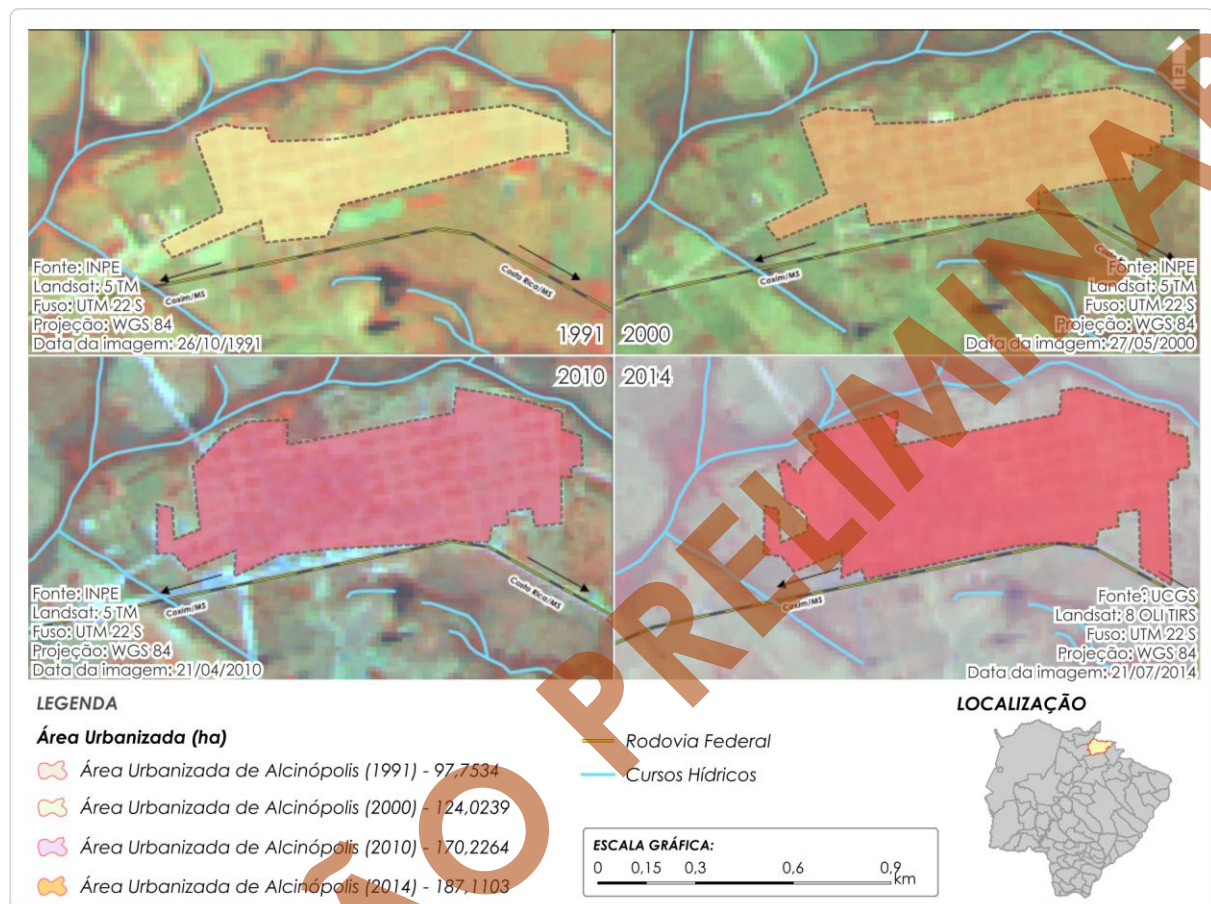 Fonte: INPE
Landsat: 5 TM
Fuso: UTM 22 S
Projeção: WGS 84
Data da imagem: 26/10/1991
Coxim/MS
Costa Rica/MS
1991
2000
N
Coxim/MS
Fonte: INPE
Landsat: 5 TM
Fuso: UTM 22 S
Projeção: WGS 84
Data da imagem: 27/05/2000
2010
Fonte: INPE
Landsat: 5 TM
Fuso: UTM 22 S
Projeção: WGS 84
Data da imagem: 21/04/2010
Coxim/MS
Costa Rica/MS
2014
Coxim/MS
Fonte: UCGS
Landsat: 8 OLI TIRS
Fuso: UTM 22 S
Projeção: WGS 84
Data da imagem: 21/07/2014
LEGENDA
Área Urbanizada (ha)
Área Urbanizada de Alcinópolis (1991) - 97,7534
Área Urbanizada de Alcinópolis (2000) - 124,0239
Área Urbanizada de Alcinópolis (2010) - 170,2264
Área Urbanizada de Alcinópolis (2014) - 187,1103
Rodovia Federal
Cursos Hídricos
ESCALA GRÁFICA:
0 0,15 0,3 0,6 0,9
km
LOCALIZAÇÃO
ÃO PRELIMINAR